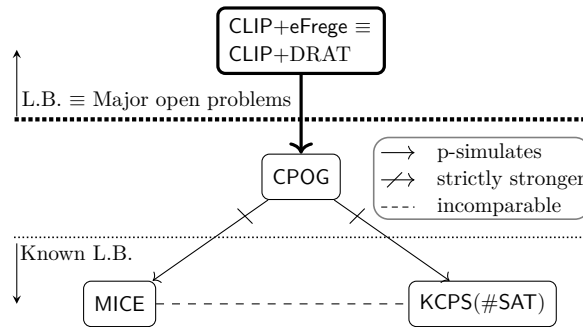 CLIP+eFrege ≡
CLIP+DRAT
L.B. ≡ Major open problems
CPOG
p-simulates
strictly stronger
incomparable
Known L.B.
MICE
KCPS(#SAT)